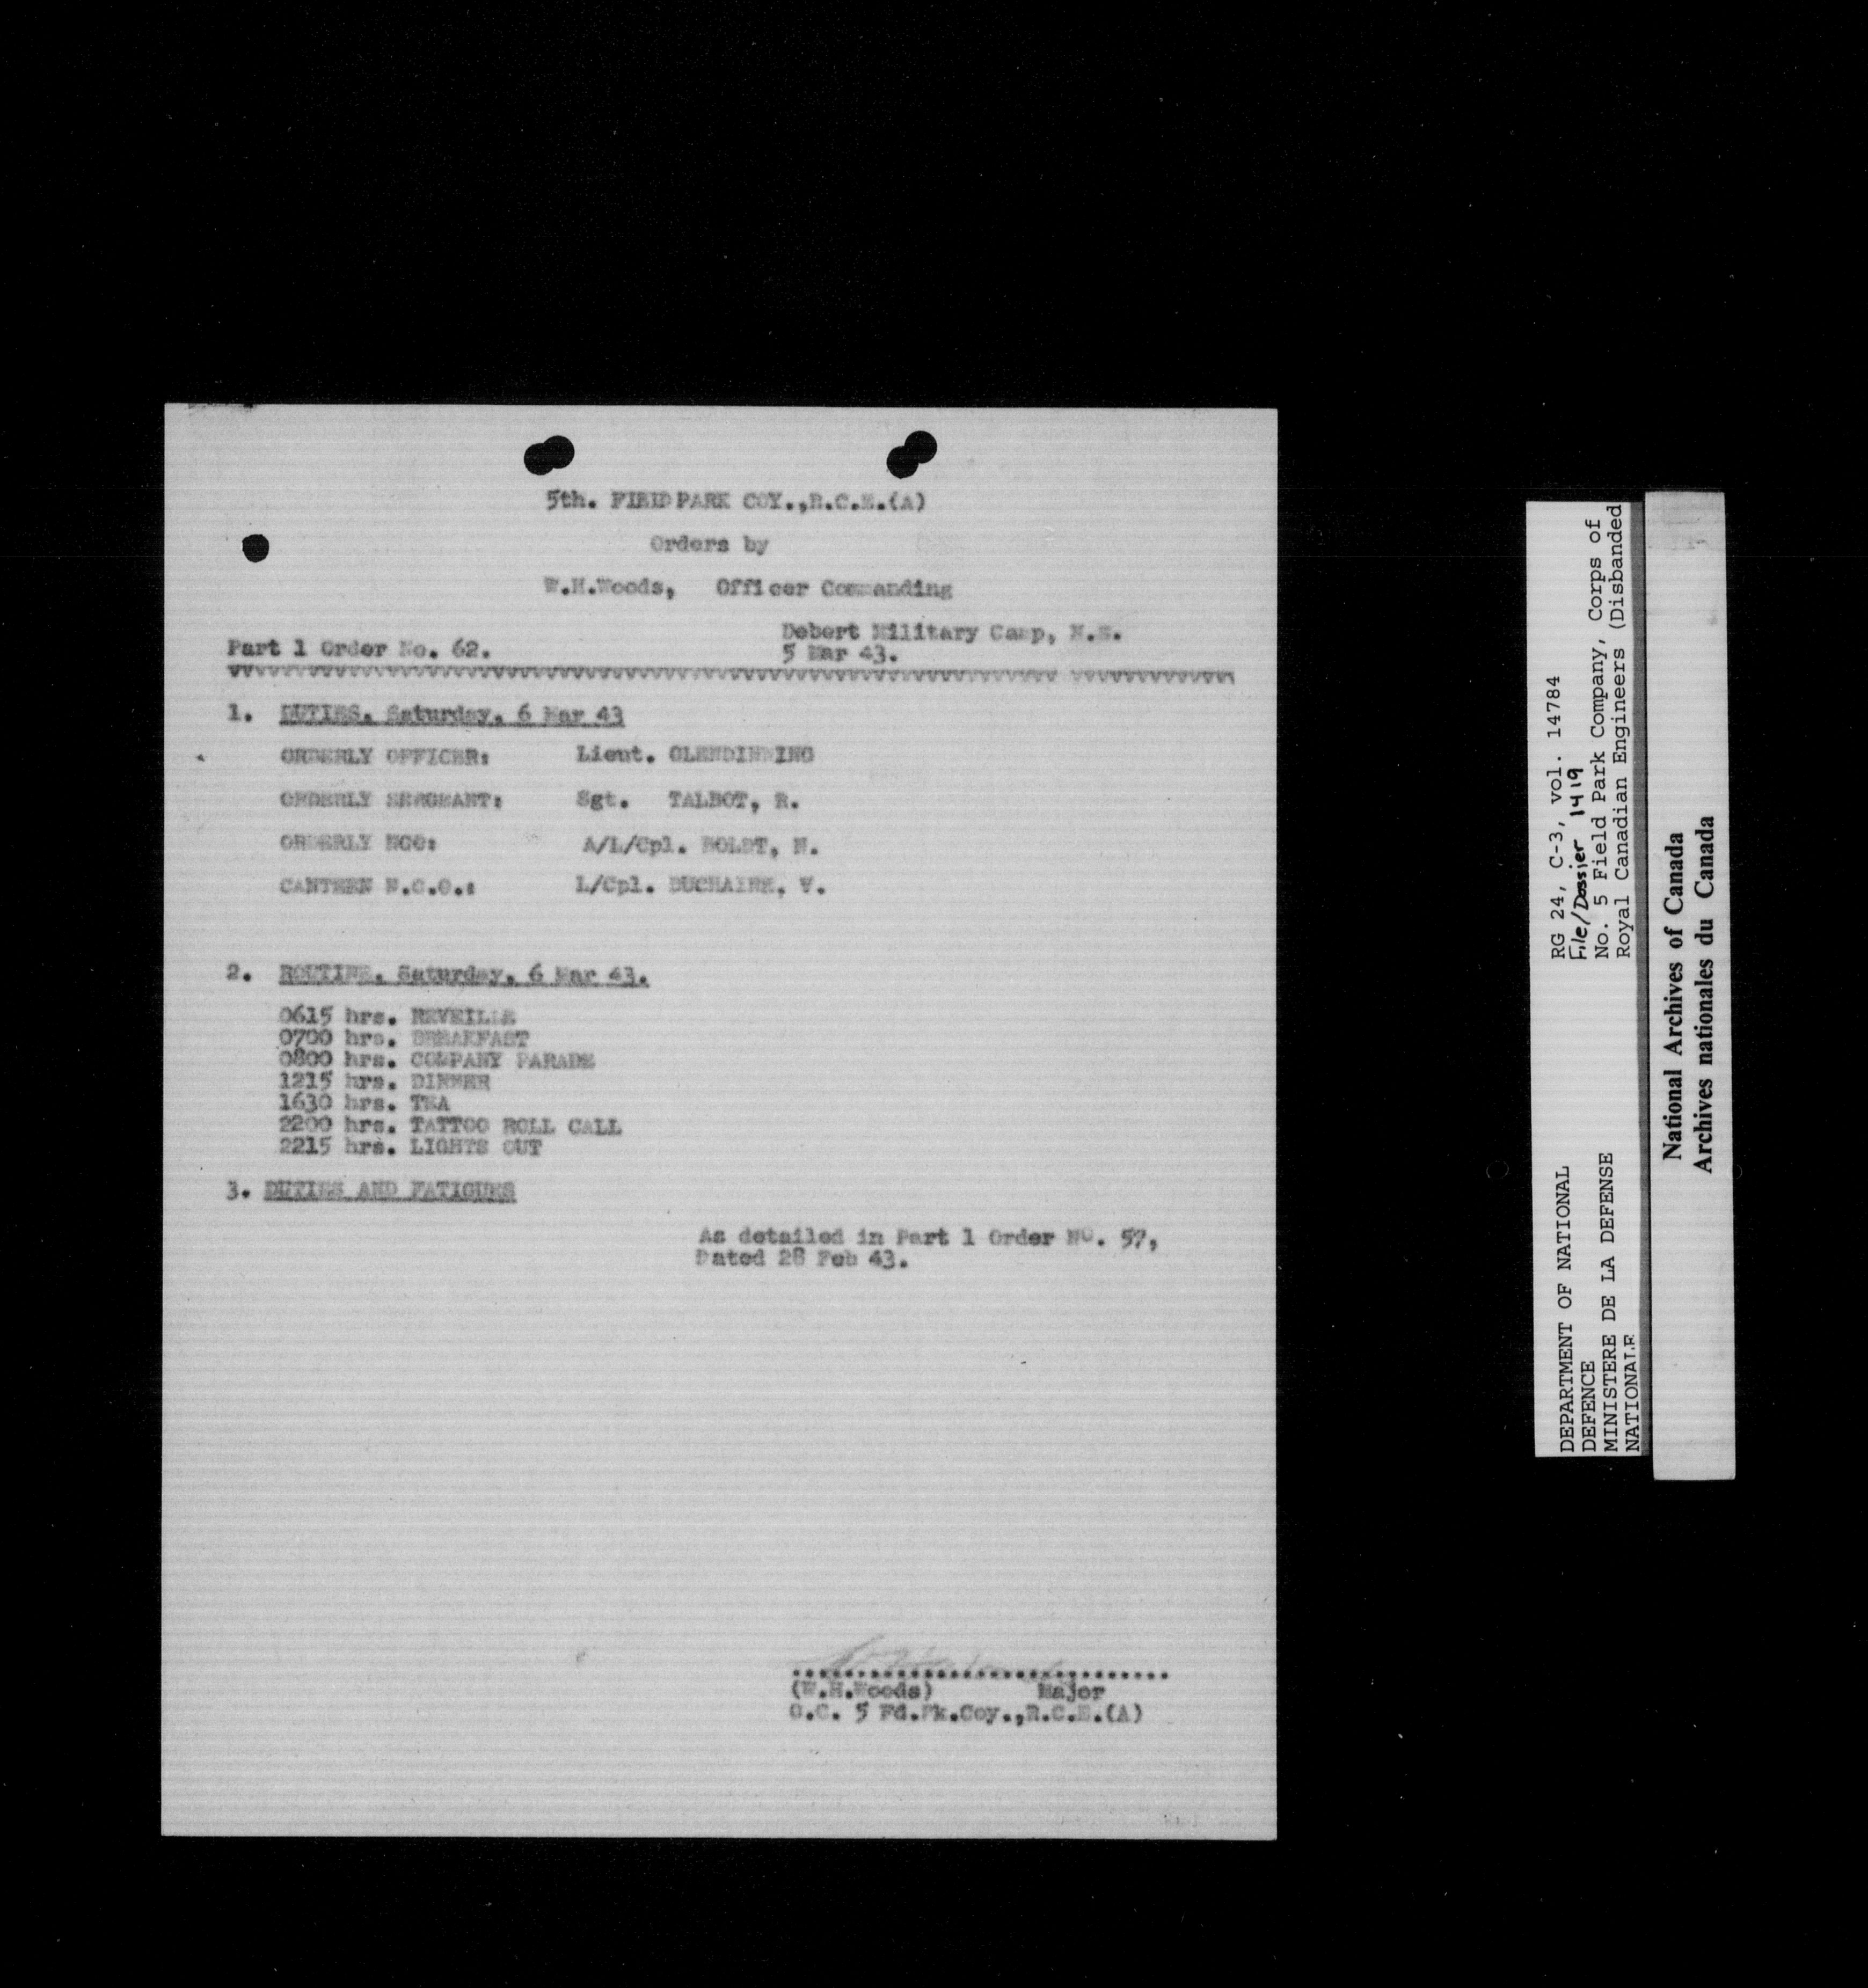 5th. FIELD PARK COY.,R.C.E.(A)
Orders by
W.H.Woods, Officer Commanding
Debert Military Camp, N.S.
Part 1 Order No. 62.
5 Mar 43.
vvvvvvvvvvvvvvvvvvvvvvvvvvvvvvvvvvvvvvvvvvvvvvvvvvvvvvvvvvvvvvvv vvvvvvvvvvvvv
1. DUTIES. Saturday. 6 Mar 43
ORDERLY OFFICER: Lieut. GLENDINNING
ORDERLY SERGEANT: Sgt. TALBOT, R.
ORDERLY NCO: A/L/Cpl. BOLDT, N.
CANTEEN N.C.O.: L/Cpl. DUCHAINE, V.
2. ROUTINE. Saturday. 6 Mar 43.
0615 hrs. REVEILLE
0700 hrs. BREAKFAST
0800 hrs. COMPANY PARADE
1215 hrs. DINNER
1630 hrs. TEA
2200 hrs. TATTOO ROLL CALL
2215 hrs. LIGHTS OUT
3. DUTIES AND FATIGUES
As detailed in Part 1 Order NO. 57,
Dated 28 Feb 43.
.............................
(W.H.Woods) Major
O.C. 5 Fd.Pk.Coy.,R.C.E.(A)
DEPARTMENT OF NATIONAL
DEFENCE
MINISTERE DE LA DEFENSE
NATIONALE
RG 24, C-3, vol. 14784
File/Dossier 1419
No. 5 Field Park Company, Corps of
Royal Canadian Engineers (Disbanded
National Archives of Canada
Archives nationales du Canada